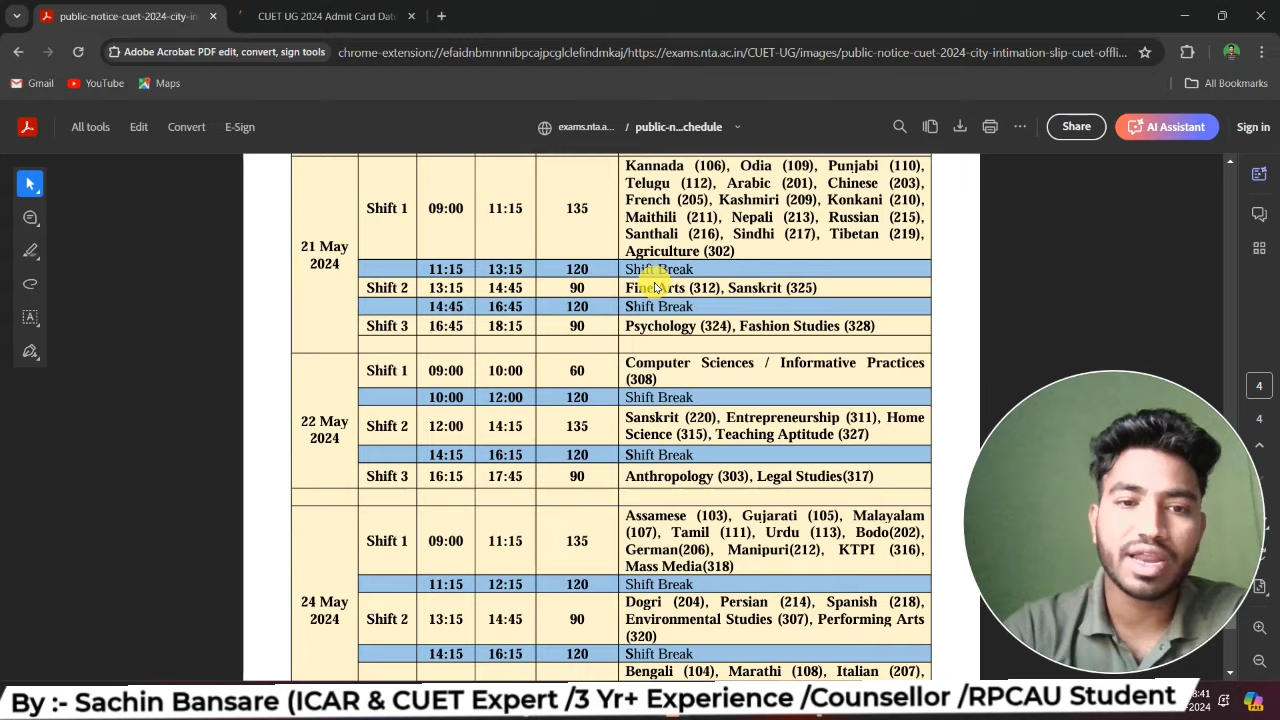 public-notice-cuet-2024-city-in
CUET UG 2024 Admit Card Dat
Adobe Acrobat: PDF edit, convert, sign tools
chrome-extension://efaidnbmnnnibpcajpcglclefindmkaj/https://exams.nta.ac.in/CUET-UG/images/public-notice-cuet-2024-city-intimation-slip-cuet-offli...
Gmail
YouTube
Maps
All Bookmarks
All tools
Edit
Convert
E-Sign
exams.nta.a... / public-n...chedule
Share
AI Assistant
Sign in
21 May
2024
Shift 1 09:00 11:15 135
Kannada (106), Odia (109), Punjabi (110),
Telugu (112), Arabic (201), Chinese (203),
French (205), Kashmiri (209), Konkani (210),
Maithili (211), Nepali (213), Russian (215),
Santhali (216), Sindhi (217), Tibetan (219),
Agriculture (302)
11:15 13:15 120 Shift Break
Shift 2 13:15 14:45 90 Fine Arts (312), Sanskrit (325)
14:45 16:45 120 Shift Break
Shift 3 16:45 18:15 90 Psychology (324), Fashion Studies (328)
22 May
2024
Shift 1 09:00 10:00 60
Computer Sciences / Informative Practices
(308)
10:00 12:00 120 Shift Break
Shift 2 12:00 14:15 135
Sanskrit (220), Entrepreneurship (311), Home
Science (315), Teaching Aptitude (327)
14:15 16:15 120 Shift Break
Shift 3 16:15 17:45 90 Anthropology (303), Legal Studies(317)
24 May
2024
Shift 1 09:00 11:15 135
Assamese (103), Gujarati (105), Malayalam
(107), Tamil (111), Urdu (113), Bodo(202),
German(206), Manipuri(212), KTPI (316),
Mass Media(318)
11:15 12:15 120 Shift Break
Shift 2 13:15 14:45 90
Dogri (204), Persian (214), Spanish (218),
Environmental Studies (307), Performing Arts
(320)
14:15 16:15 120 Shift Break
Bengali (104), Marathi (108), Italian (207),
4
4
By :- Sachin Bansare (ICAR & CUET Expert /3 Yr+ Experience /Counsellor /RPCAU Student